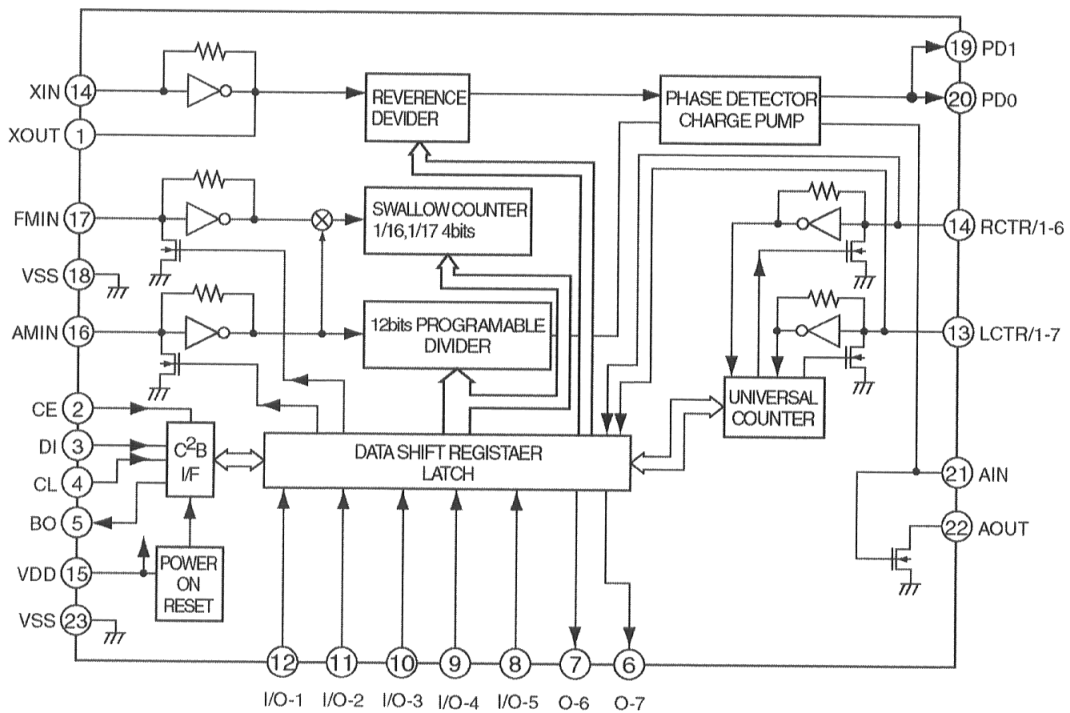 XIN 14
XOUT 1
FMIN 17
VSS 18
AMIN 16
CE 2
DI 3
CL 4
BO 5
VDD 15
VSS 23
REVERENCE
DEVIDER
SWALLOW COUNTER
1/16,1/17 4bits
12bits PROGRAMABLE
DIVIDER
PHASE DETECTOR
CHARGE PUMP
UNIVERSAL
COUNTER
C2B
I/F
DATA SHIFT REGISTAER
LATCH
POWER
ON
RESET
19 PD1
20 PD0
14 RCTR/1-6
13 LCTR/1-7
21 AIN
22 AOUT
12 11 10 9 8 7 6
I/O-1 I/O-2 I/O-3 I/O-4 I/O-5 O-6 O-7